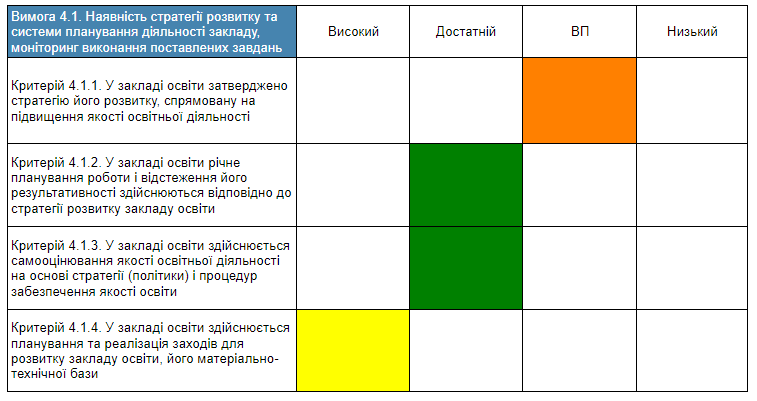 Вимога 4.1. Наявність стратегії розвитку та
системи планування діяльності закладу,
моніторинг виконання поставлених завдань
Високий
Достатній
ВП
Низький
Критерій 4.1.1. У закладі освіти затверджено
стратегію його розвитку, спрямовану на
підвищення якості освітньої діяльності
Критерій 4.1.2. У закладі освіти річне
планування роботи і відстеження його
результативності здійснюються відповідно до
стратегії розвитку закладу освіти
Критерій 4.1.3. У закладі освіти здійснюється
самооцінювання якості освітньої діяльності
на основі стратегії (політики) і процедур
забезпечення якості освіти
Критерій 4.1.4. У закладі освіти здійснюється
планування та реалізація заходів для
розвитку закладу освіти, його матеріально-
технічної бази